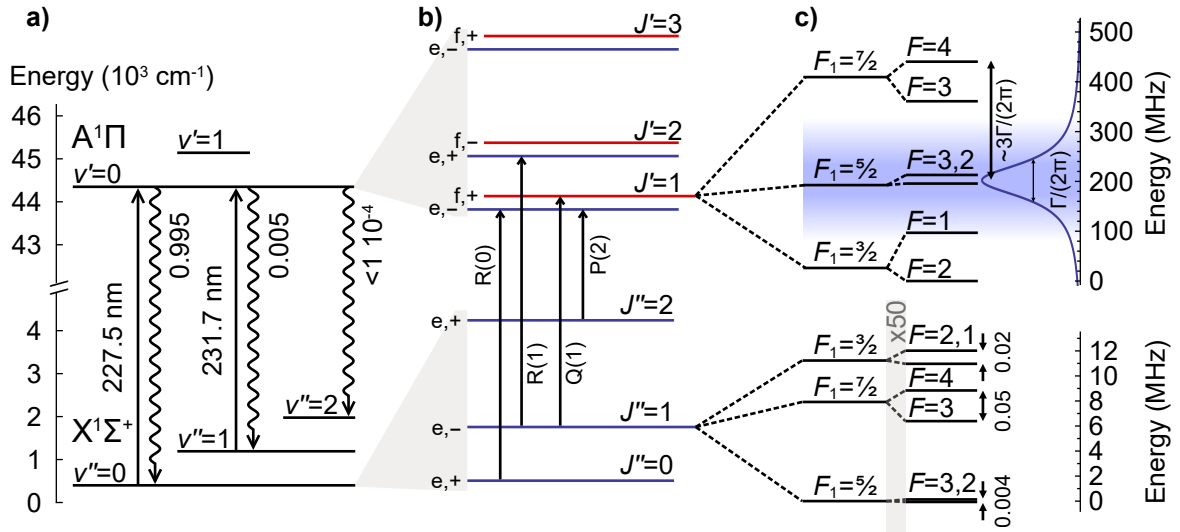 a)
Energy (10³ cm⁻¹)
46
45
44
43
4
3
2
1
0
A¹Π
v'=1
v'=0
227.5 nm
0.995
231.7 nm
0.005
<1 10⁻⁴
v''=2
X¹Σ⁺
v''=1
v''=0
b)
f,+
e,-
J'=3
f,-
e,+
J'=2
f,+
e,-
J'=1
R(0)
R(1)
Q(1)
P(2)
e,+
J''=2
e,-
J''=1
e,+
J''=0
c)
F₁=⁷⁄₂
F=4
F=3
F₁=⁵⁄₂
F=3,2
F=1
F₁=³⁄₂
F=2
~3Γ/(2π)
Γ/(2π)
500
400
300
200
100
0
Energy (MHz)
x50
F₁=³⁄₂
F=2,1
0.02
F₁=⁷⁄₂
F=4
F=3
0.05
F₁=⁵⁄₂
F=3,2
0.004
12
10
8
6
4
2
0
Energy (MHz)